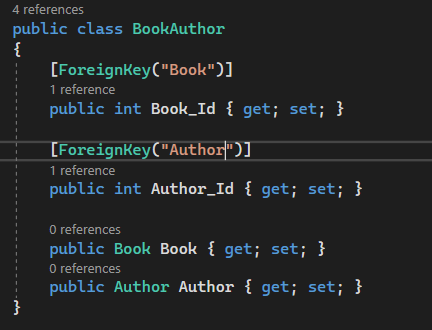 4 references
public class BookAuthor
{
[ForeignKey("Book")]
1 reference
public int Book_Id { get; set; }
[ForeignKey("Author")]
1 reference
public int Author_Id { get; set; }
0 references
public Book Book { get; set; }
0 references
public Author Author { get; set; }
}